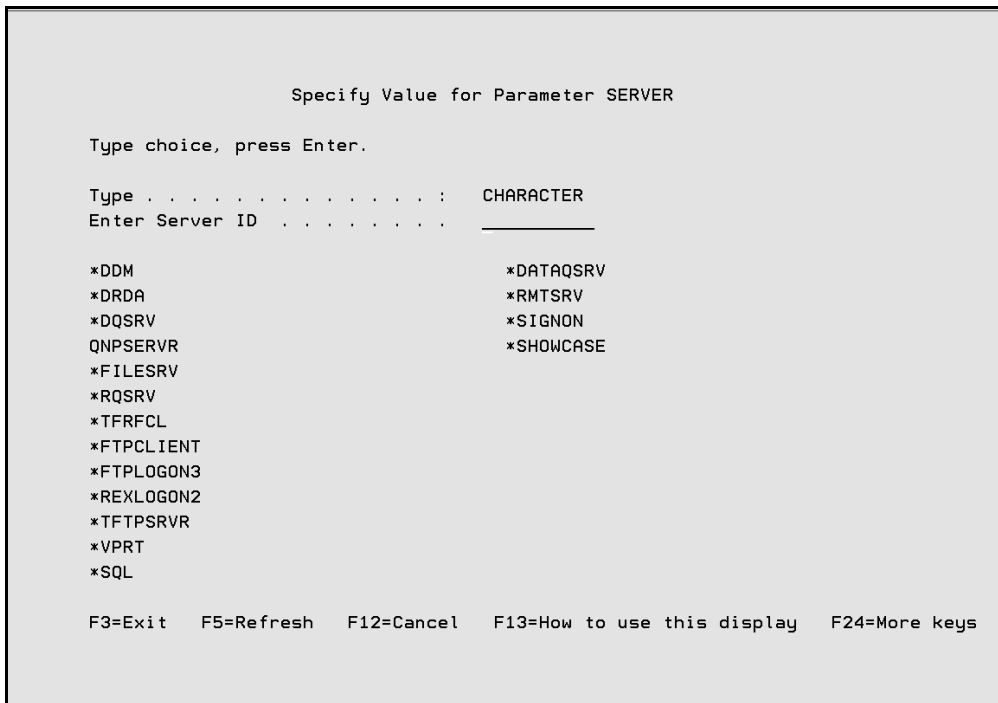 Specify Value for Parameter SERVER
Type choice, press Enter.
Type . . . . . . . . . . . . . . :   CHARACTER
Enter Server ID  . . . . . . . .   __________
*DDM   *DATAQSRV
*DRDA   *RMTSRV
*DQSRV   *SIGNON
QNPSERVR   *SHOWCASE
*FILESRV
*RQSRV
*TFRFCL
*FTPCLIENT
*FTPLOGON3
*REXLOGON2
*TFTPSRVR
*VPRT
*SQL
F3=Exit   F5=Refresh   F12=Cancel   F13=How to use this display   F24=More keys